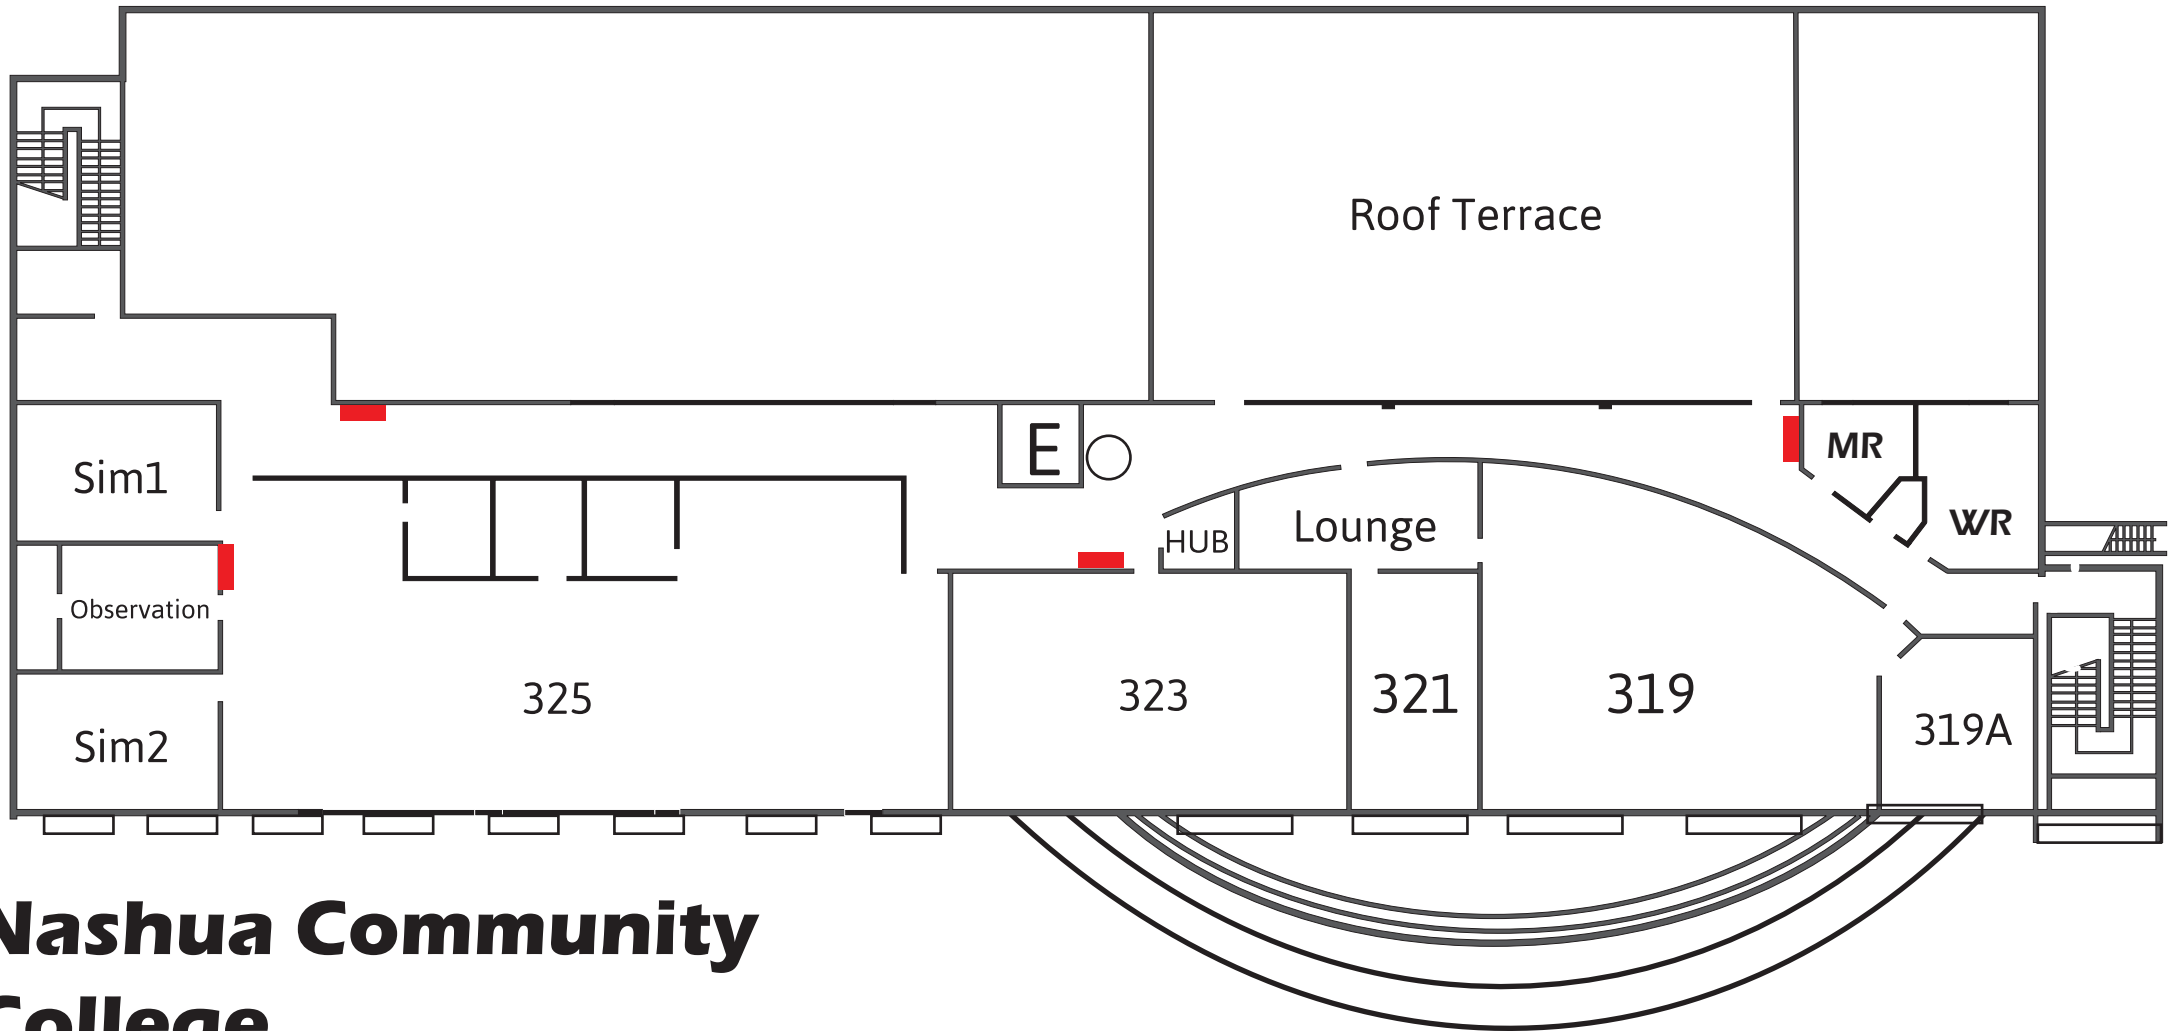 Roof Terrace
E
MR
Sim1
WR
HUB
Lounge
Observation
325
323
321
319
319A
Sim2
Nashua Community
College